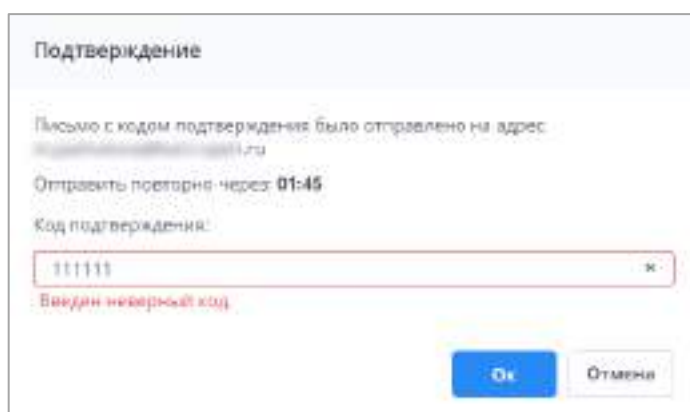 Подтверждение
Письмо с кодом подтверждения было отправлено на адрес
.ru
Отправить повторно через: 01:45
Код подтверждения:
111111
×
Введен неверный код
Ок
Отмена